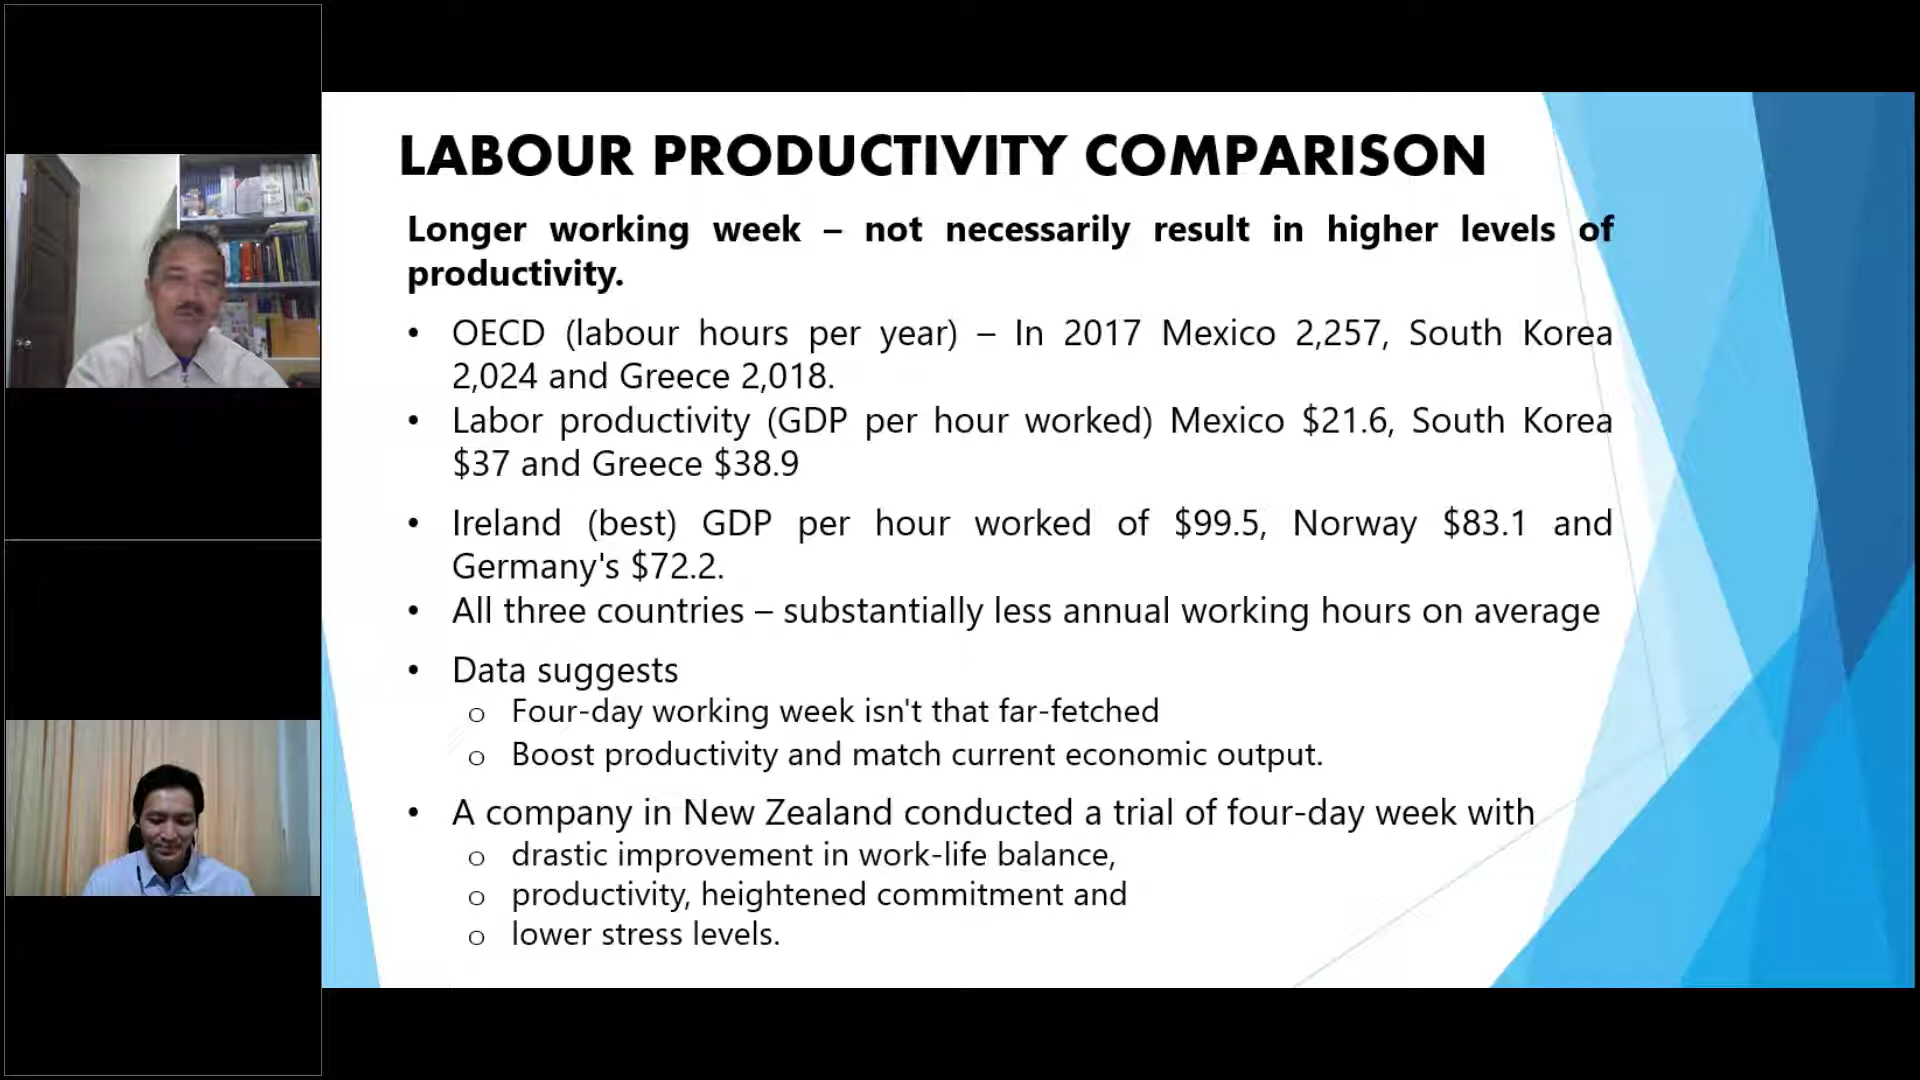 LABOUR PRODUCTIVITY COMPARISON
Longer working week – not necessarily result in higher levels of
productivity.
• OECD (labour hours per year) – In 2017 Mexico 2,257, South Korea
2,024 and Greece 2,018.
• Labor productivity (GDP per hour worked) Mexico $21.6, South Korea
$37 and Greece $38.9
• Ireland (best) GDP per hour worked of $99.5, Norway $83.1 and
Germany's $72.2.
• All three countries – substantially less annual working hours on average
• Data suggests
o Four-day working week isn't that far-fetched
o Boost productivity and match current economic output.
• A company in New Zealand conducted a trial of four-day week with
o drastic improvement in work-life balance,
o productivity, heightened commitment and
o lower stress levels.